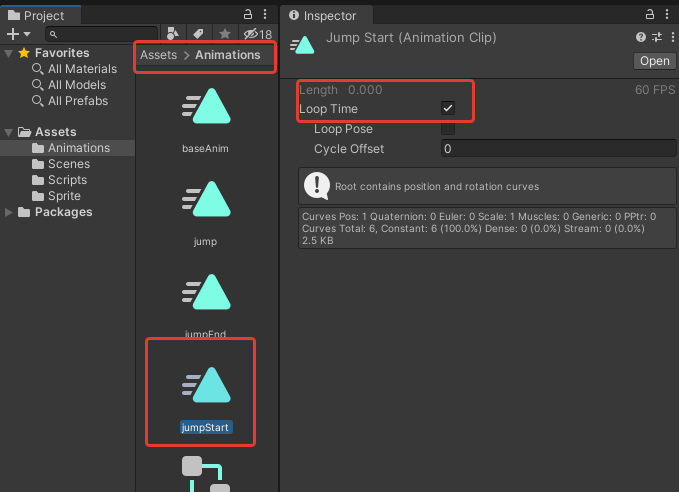 Project
18
Favorites
All Materials
All Models
All Prefabs
Assets
Animations
Scenes
Scripts
Sprite
Packages
Assets > Animations
baseAnim
jump
jumpEnd
jumpStart
Inspector
Jump Start (Animation Clip)
Open
Length 0.000 60 FPS
Loop Time
Loop Pose
Cycle Offset 0
Root contains position and rotation curves
Curves Pos: 1 Quaternion: 0 Euler: 0 Scale: 1 Muscles: 0 Generic: 0 PPtr: 0
Curves Total: 6, Constant: 6 (100.0%) Dense: 0 (0.0%) Stream: 0 (0.0%)
2.5 KB